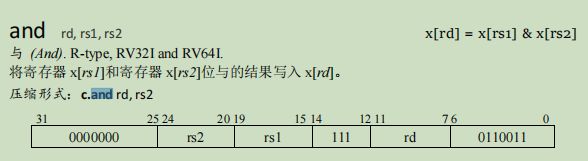 and rd, rs1, rs2 x[rd] = x[rs1] & x[rs2]
与 (And). R-type, RV32I and RV64I.
将寄存器 x[rs1]和寄存器 x[rs2]位与的结果写入 x[rd]。
压缩形式：c.and rd, rs2
31 25 24 20 19 15 14 12 11 7 6 0
0000000 rs2 rs1 111 rd 0110011